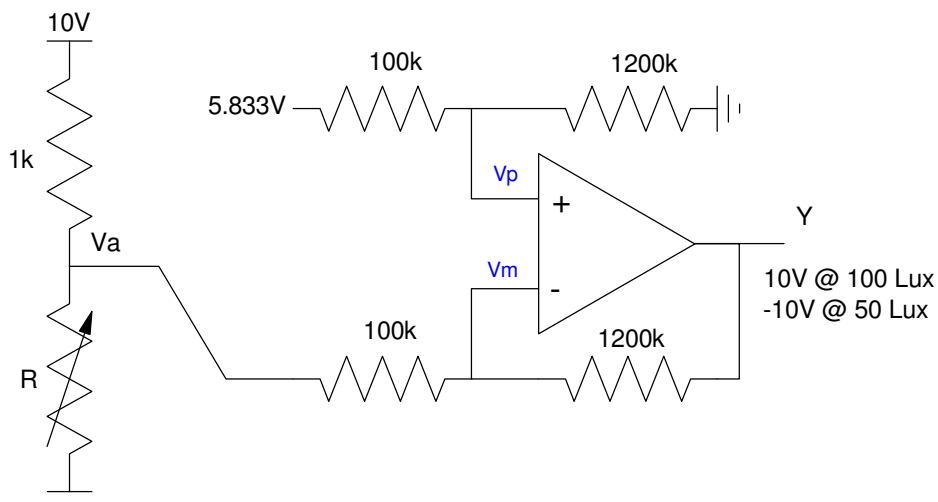 10V
100k
1200k
5.833V
1k
Vp
+
Y
Va
Vm
-
10V @ 100 Lux
-10V @ 50 Lux
100k
1200k
R